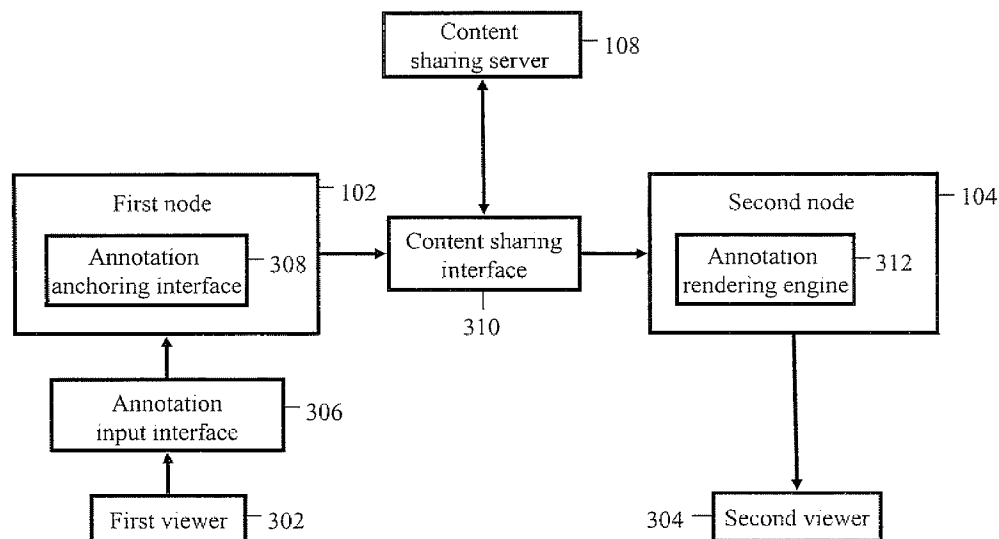 Content
sharing server
108
102
First node
Annotation
anchoring interface
308
Content sharing
interface
310
104
Second node
Annotation
rendering engine
312
Annotation
input interface
306
First viewer
302
304
Second viewer